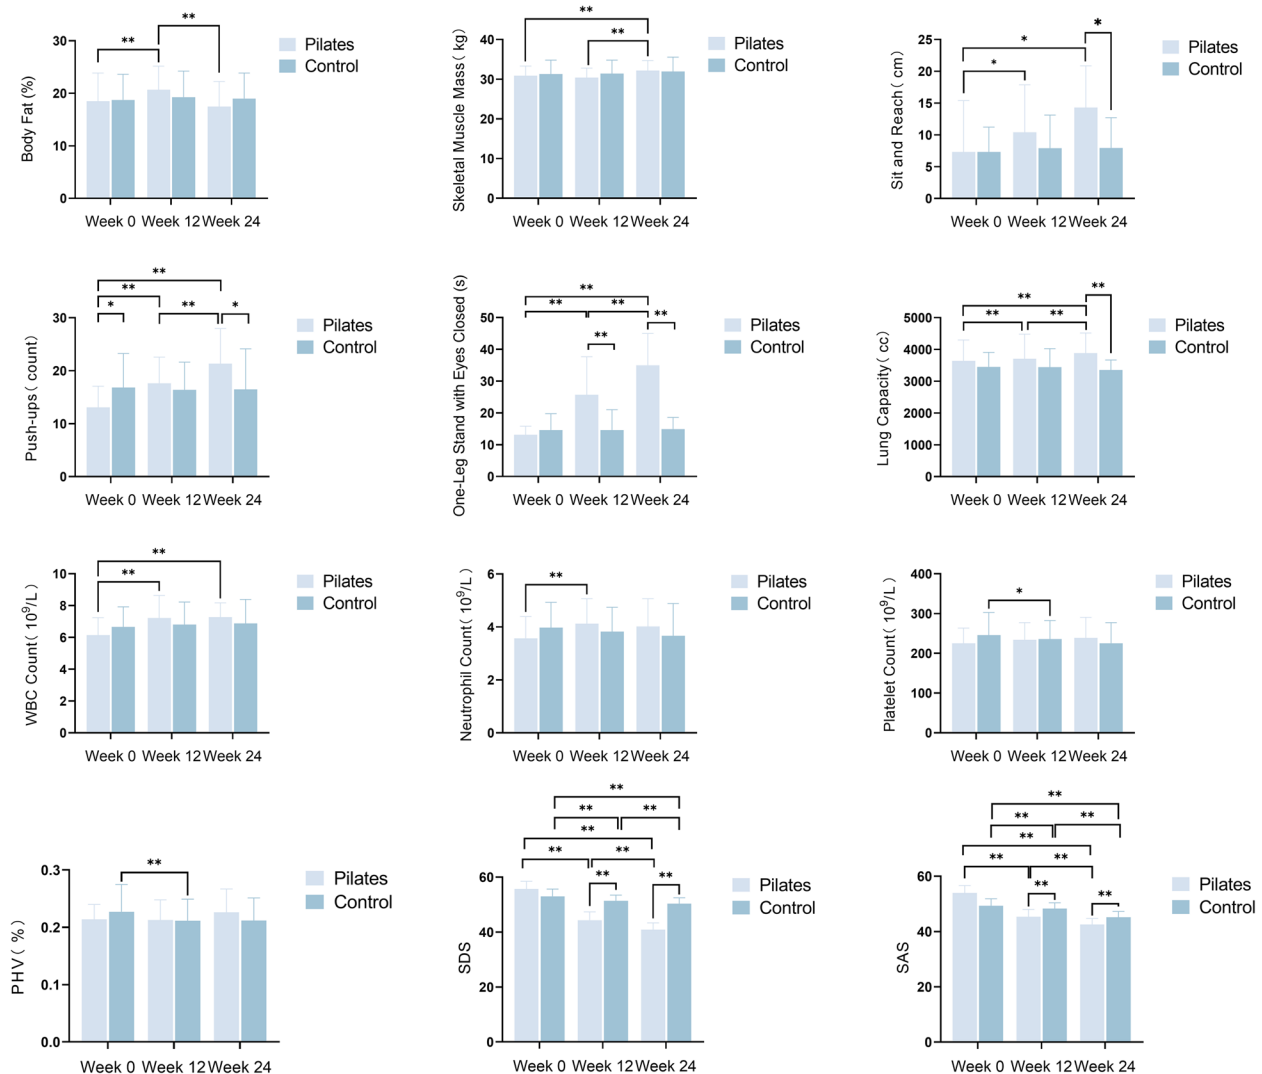 Body Fat (%)
**
**
30
20
10
0
Week 0 Week 12 Week 24
Pilates
Control
Skeletal Muscle Mass( kg)
**
**
40
30
20
10
0
Week 0 Week 12 Week 24
Pilates
Control
Sit and Reach( cm)
*
*
*
25
20
15
10
5
0
Week 0 Week 12 Week 24
Pilates
Control
Push-ups( count)
**
**
* ** *
30
20
10
0
Week 0 Week 12 Week 24
Pilates
Control
One-Leg Stand with Eyes Closed (s)
**
** **
**
**
50
40
30
20
10
0
Week 0 Week 12 Week 24
Pilates
Control
Lung Capacity( cc)
**
**
** **
5000
4000
3000
2000
1000
0
Week 0 Week 12 Week 24
Pilates
Control
WBC Count( 10⁹/L)
**
**
10
8
6
4
2
0
Week 0 Week 12 Week 24
Pilates
Control
Neutrophil Count( 10⁹/L)
**
6
4
2
0
Week 0 Week 12 Week 24
Pilates
Control
Platelet Count( 10⁹/L)
*
400
300
200
100
0
Week 0 Week 12 Week 24
Pilates
Control
PHV( %)
**
0.3
0.2
0.1
0.0
Week 0 Week 12 Week 24
Pilates
Control
SDS
**
** **
**
** **
** **
60
40
20
0
Week 0 Week 12 Week 24
Pilates
Control
SAS
**
** **
**
** **
**
**
60
40
20
0
Week 0 Week 12 Week 24
Pilates
Control